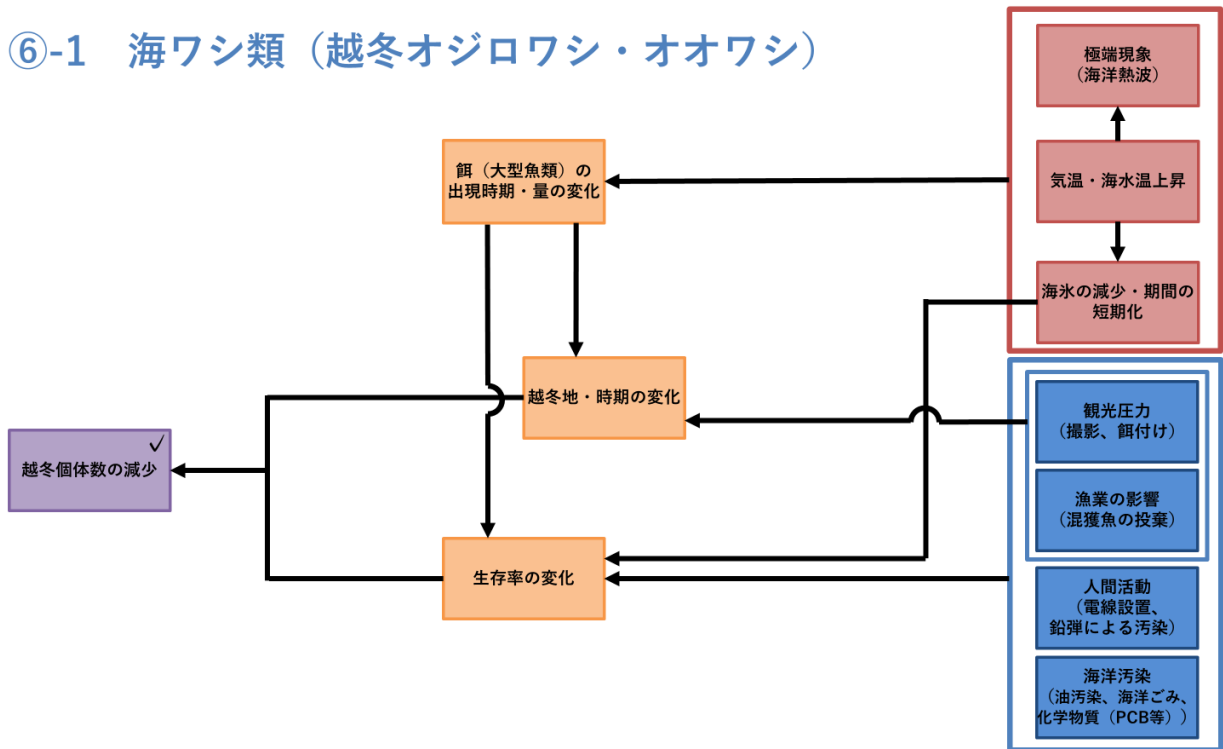 ⑥-1 海ワシ類（越冬オジロワシ・オオワシ）
極端現象
（海洋熱波）
気温・海水温上昇
海氷の減少・期間の
短期化
餌（大型魚類）の
出現時期・量の変化
越冬地・時期の変化
生存率の変化
越冬個体数の減少
✓
観光圧力
（撮影、餌付け）
漁業の影響
（混獲魚の投棄）
人間活動
（電線設置、
鉛弾による汚染）
海洋汚染
（油汚染、海洋ごみ、
化学物質（PCB等））